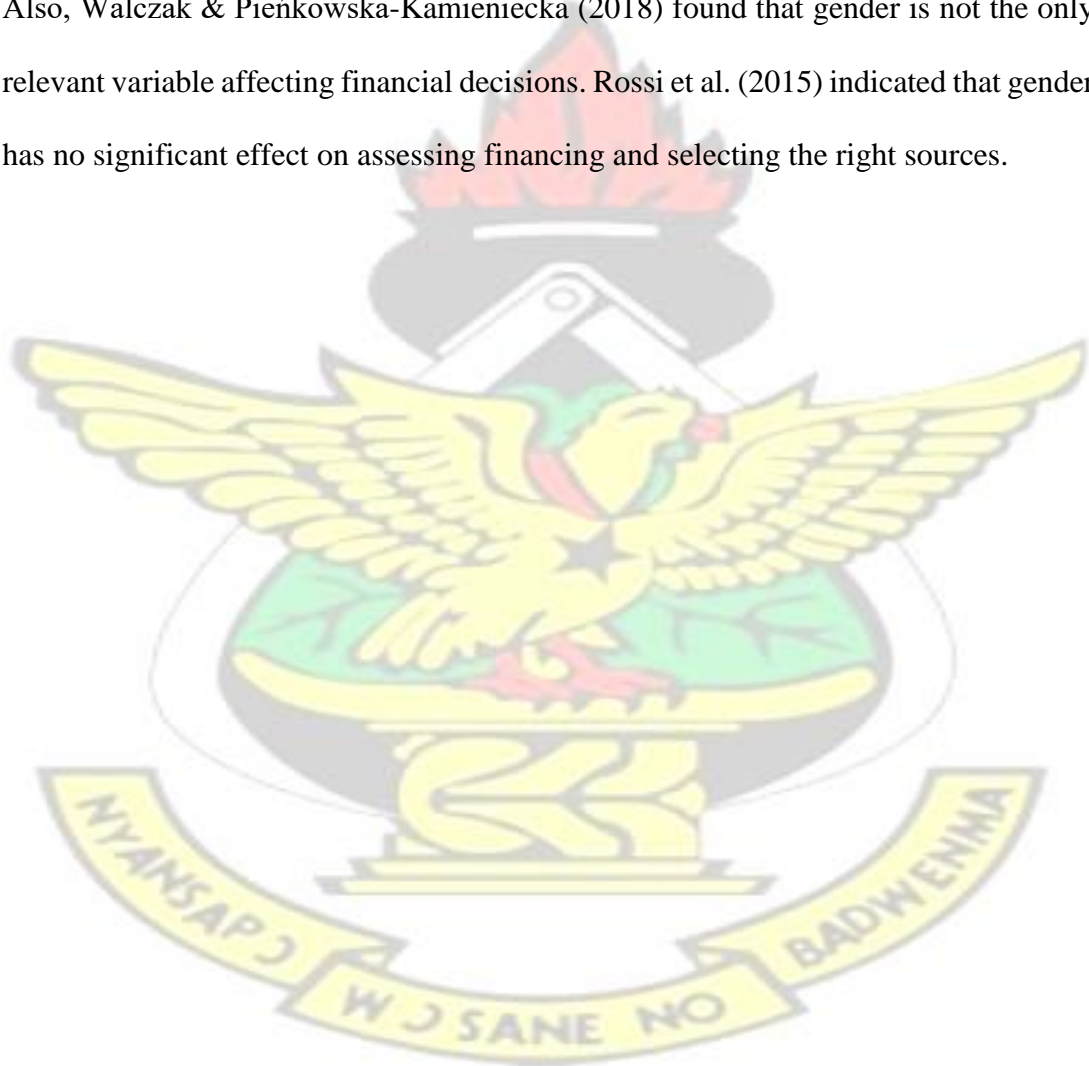 Also, Walczak & Pieńkowska-Kamieniecka (2018) found that gender is not the only
relevant variable affecting financial decisions. Rossi et al. (2015) indicated that gender
has no significant effect on assessing financing and selecting the right sources.
NYANSAPƆ
WƆSANE NO
BADWENMA